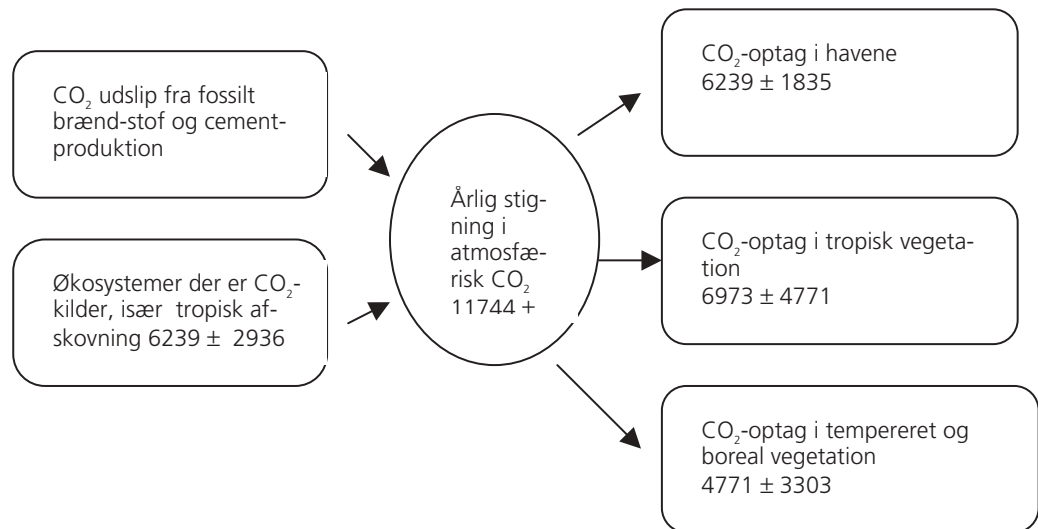 CO₂ udslip fra fossilt
brænd-stof og cement-
produktion
Økosystemer der er CO₂-
kilder, især tropisk af-
skovning 6239 ± 2936
Årlig stig-
ning i
atmosfæ-
risk CO₂
11744 +
CO₂-optag i havene
6239 ± 1835
CO₂-optag i tropisk vegeta-
tion
6973 ± 4771
CO₂-optag i tempereret og
boreal vegetation
4771 ± 3303